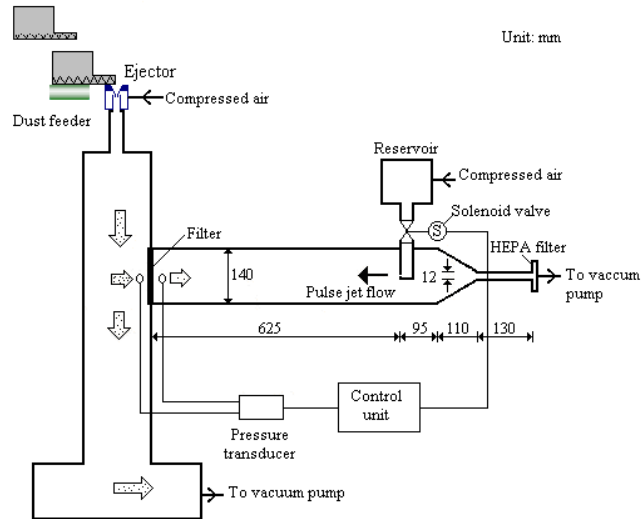 Unit: mm
Ejector
Compressed air
Dust feeder
Reservoir
Compressed air
Solenoid valve
S
HEPA filter
Filter
To vaccum
pump
140
12
Pulse jet flow
625
95
110
130
Control
unit
Pressure
transducer
To vacuum pump